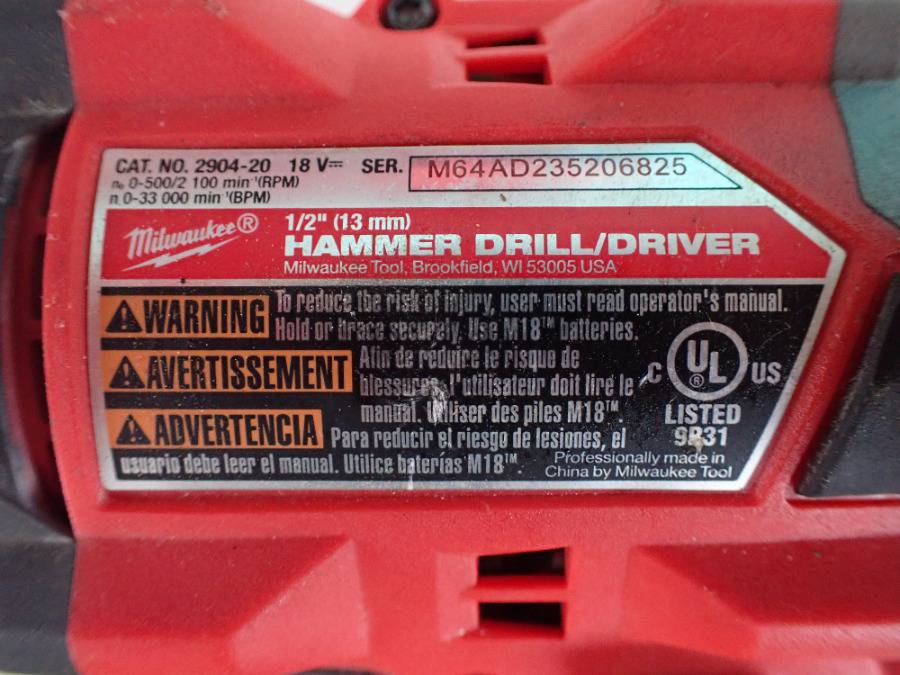 CAT. NO. 2904-20 18 V⎓ SER. M64AD235206825
n₀ 0-500/2 100 min⁻¹(RPM)
n 0-33 000 min⁻¹(BPM)
Milwaukee®
1/2" (13 mm)
HAMMER DRILL/DRIVER
Milwaukee Tool, Brookfield, WI 53005 USA
⚠WARNING To reduce the risk of injury, user must read operator's manual.
Hold or brace securely. Use M18™ batteries.
⚠AVERTISSEMENT Afin de réduire le risque de
blessures, l'utilisateur doit lire le
manual. Utiliser des piles M18™.
⚠ADVERTENCIA Para reducir el riesgo de lesiones, el
usuario debe leer el manual. Utilice baterías M18™
C UL® US
LISTED
9B31
Professionally made in
China by Milwaukee Tool